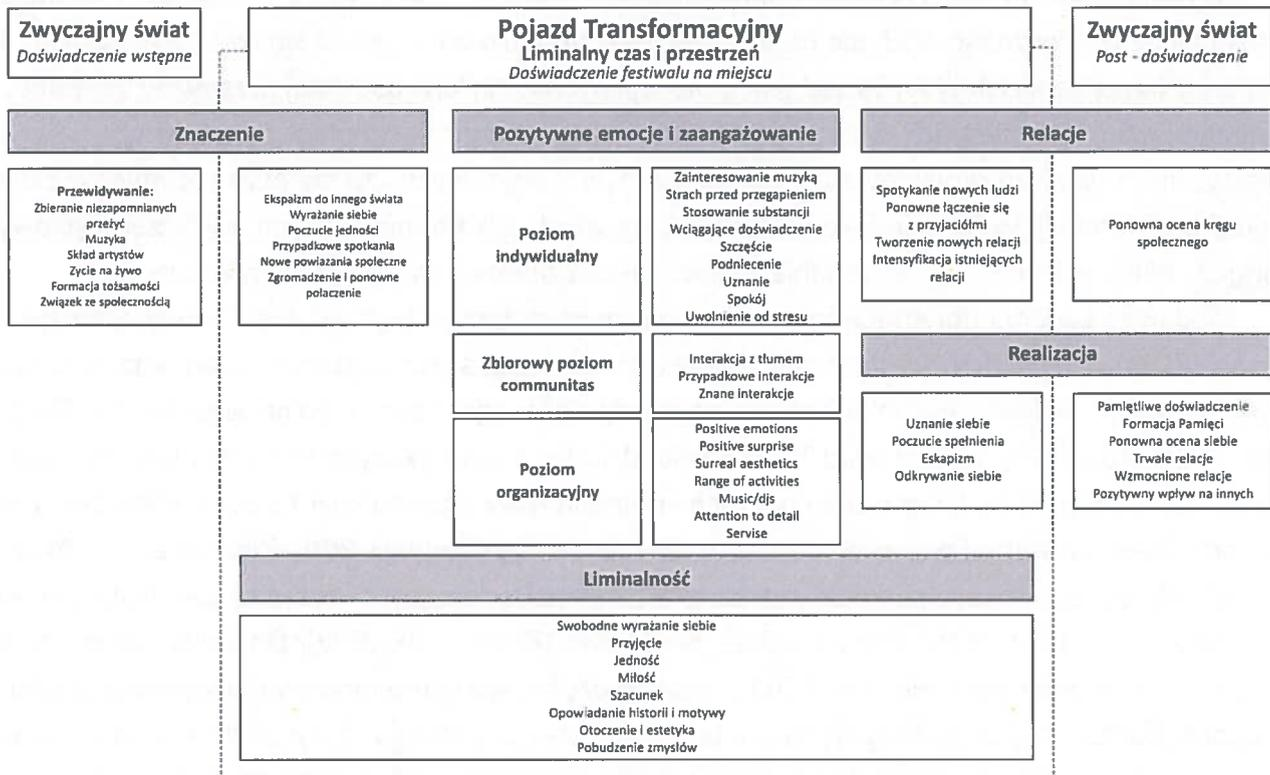 Zwyczajny świat
Doświadczenie wstępne
Pojazd Transformacyjny
Liminalny czas i przestrzeń
Doświadczenie festiwalu na miejscu
Zwyczajny świat
Post - doświadczenie
Znaczenie
Pozytywne emocje i zaangażowanie
Relacje
Przewidywanie:
Zbieranie niezapomnianych
przeżyć
Muzyka
Skład artystów
Zycie na żywo
Formacja tożsamości
Związek ze społecznością
Ekspaizm do innego świata
Wyrażanie siebie
Poczucie jedności
Przypadkowe spotkania
Nowe powiązania społeczne
Zgromadzenie i ponowne
polaczenie
Poziom
indywidualny
Zainteresowanie muzyką
Strach przed przegapieniem
Stosowanie substancji
Wciągające doświadczenie
Szczęście
Podniecenie
Uznanie
Spokój
Uwolnienie od stresu
Spotykanie nowych ludzi
Ponowne łączenie się
z przyjaciółmi
Tworzenie nowych relacji
Intensyfikacja istniejących
relacji
Ponowna ocena kręgu
społecznego
Zbiorowy poziom
communitas
Interakcja z tłumem
Przypadkowe interakcje
Znane interakcje
Realizacja
Poziom
organizacyjny
Positive emotions
Positive surprise
Surreal aesthetics
Range of activities
Music/djs
Attention to detail
Servise
Uznanie siebie
Poczucie spełnienia
Eskapizm
Odkrywanie siebie
Pamiętliwe doświadczenie
Formacja Pamięci
Ponowna ocena siebie
Trwałe relacje
Wzmocnione relacje
Pozytywny wpływ na innych
Liminalność
Swobodne wyrażanie siebie
Przyjęcie
Jedność
Miłość
Szacunek
Opowiadanie historii i motywy
Otoczenie i estetyka
Pobudzenie zmysłów